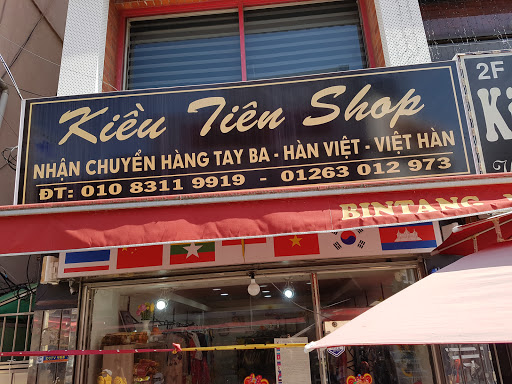 Kiều Tiên Shop
NHẬN CHUYỂN HÀNG TAY BA - HÀN VIỆT - VIỆT HÀN
ĐT: 010 8311 9919 - 01263 012 973
2F
BINTANG